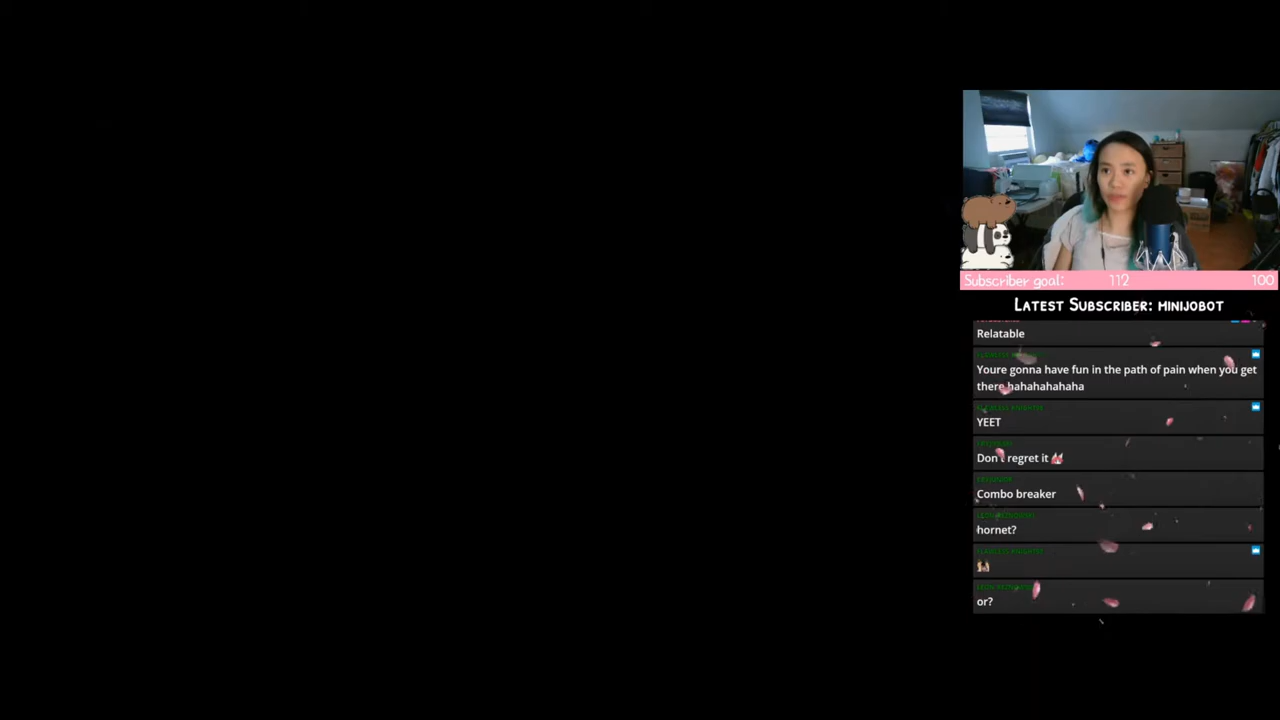 Subscriber goal: 112 100
Latest Subscriber: minijobot
Relatable
Youre gonna have fun in the path of pain when you get
there hahahahahaha
YEET
Don't regret it
Combo breaker
hornet?
or?